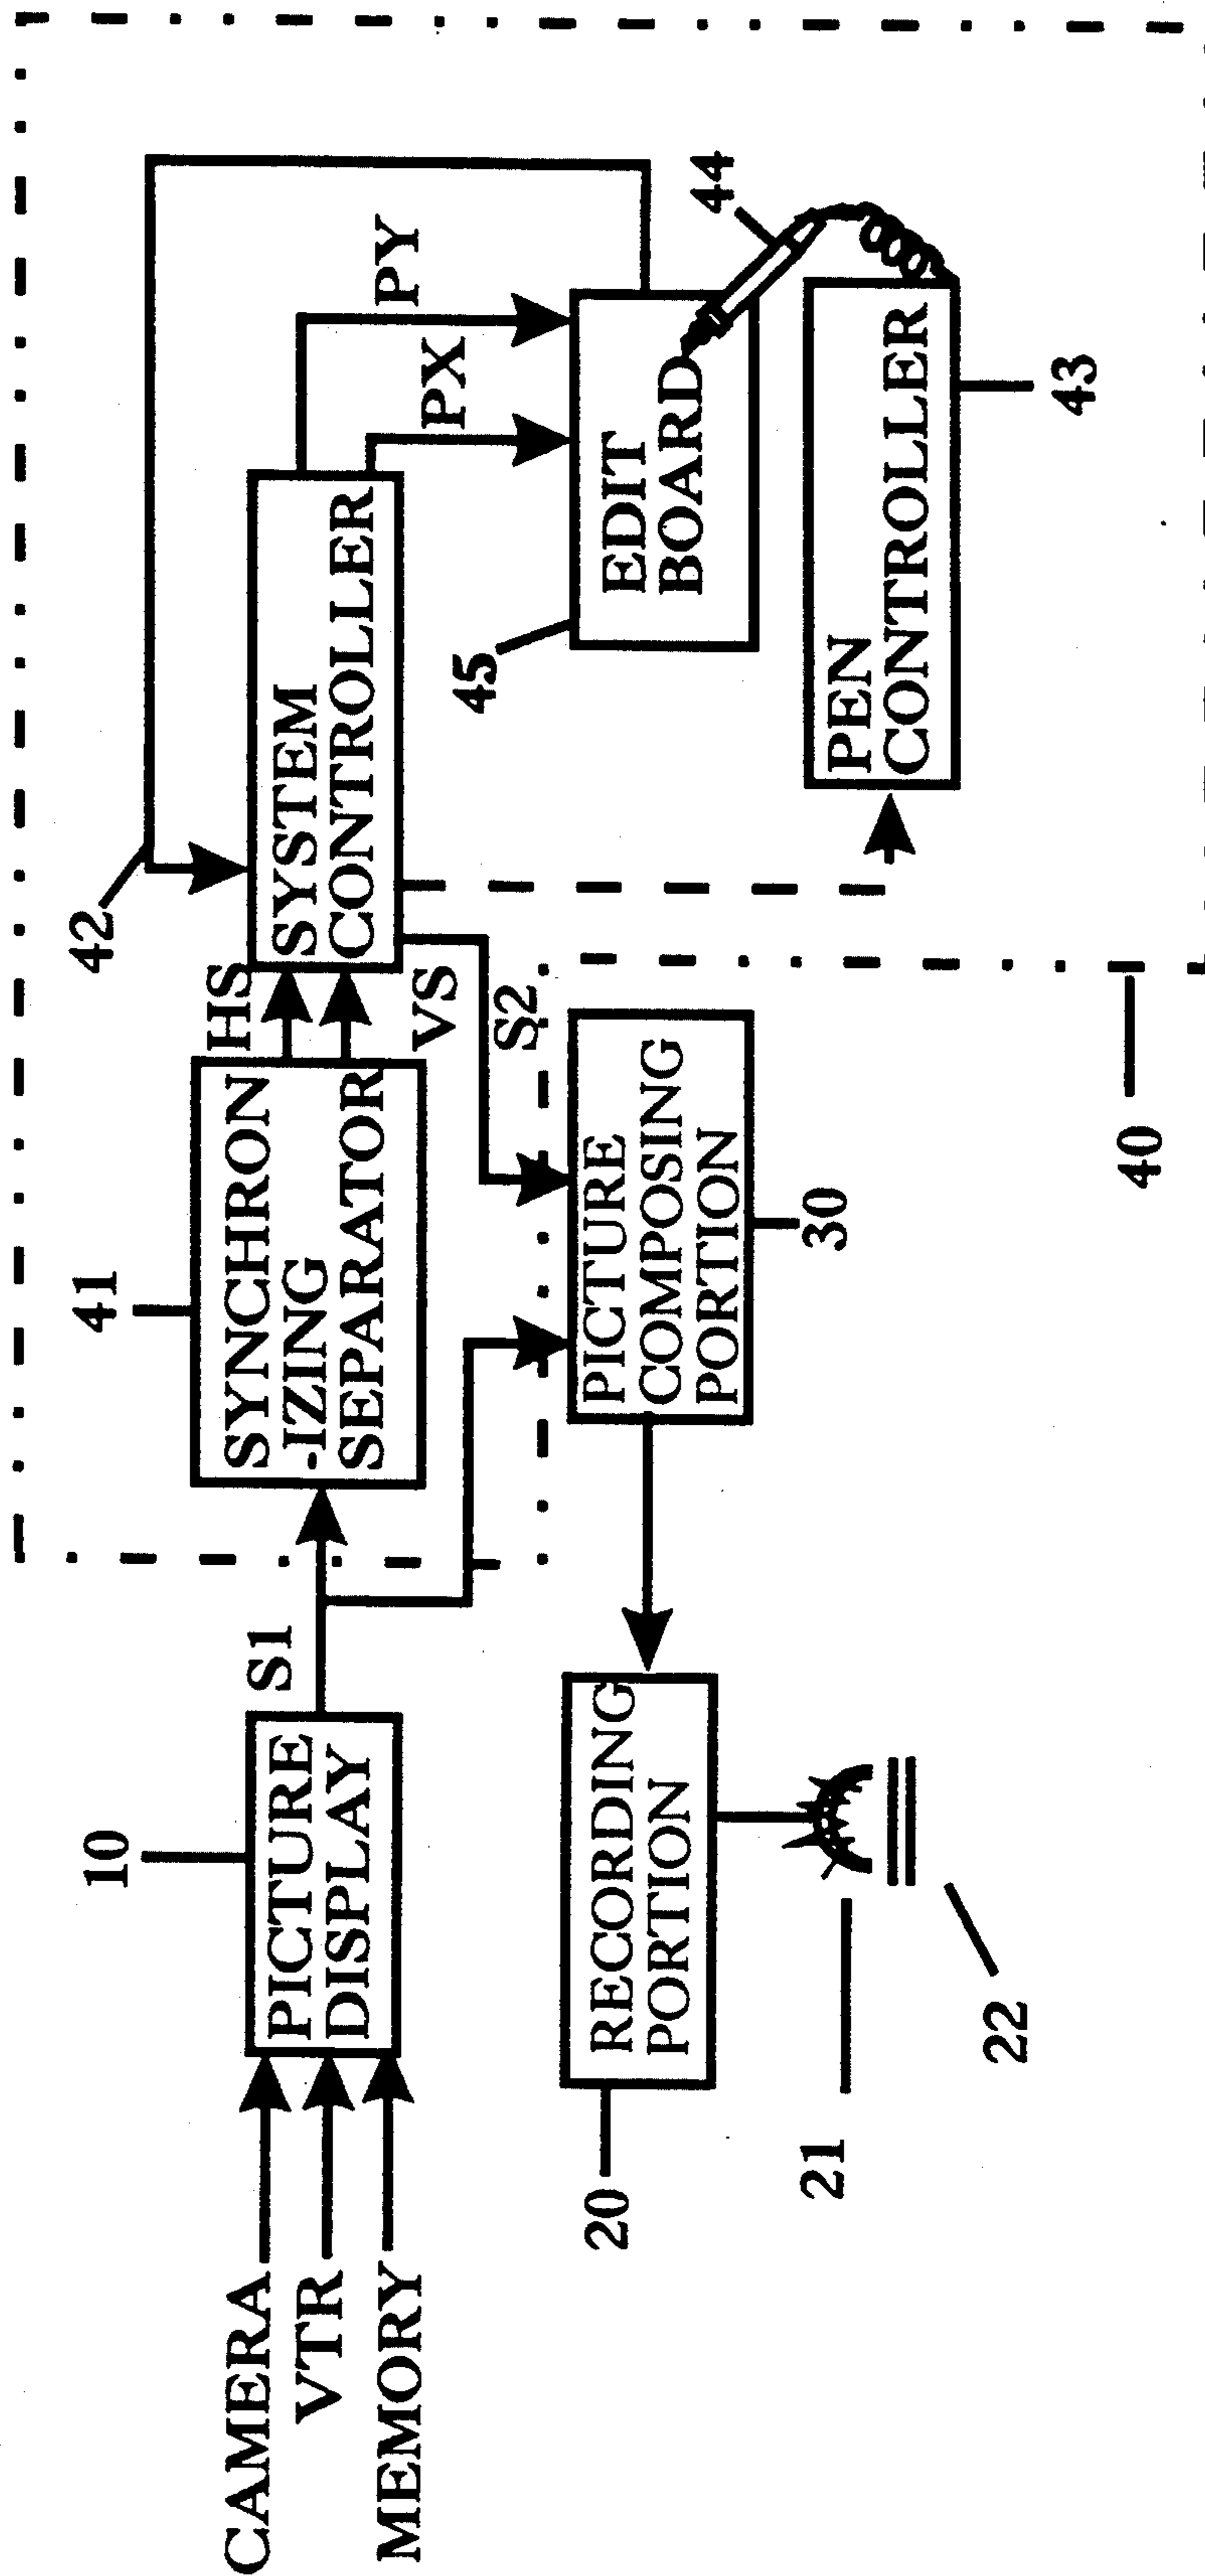 CAMERA
VTR
MEMORY
10
PICTURE
DISPLAY
S1
41
SYNCHRON
-IZING
SEPARATOR
HS
VS
42
SYSTEM
CONTROLLER
PY
PX
S2
45
EDIT
BOARD
44
PEN
CONTROLLER
43
20
RECORDING
PORTION
21
22
PICTURE
COMPOSING
PORTION
30
40